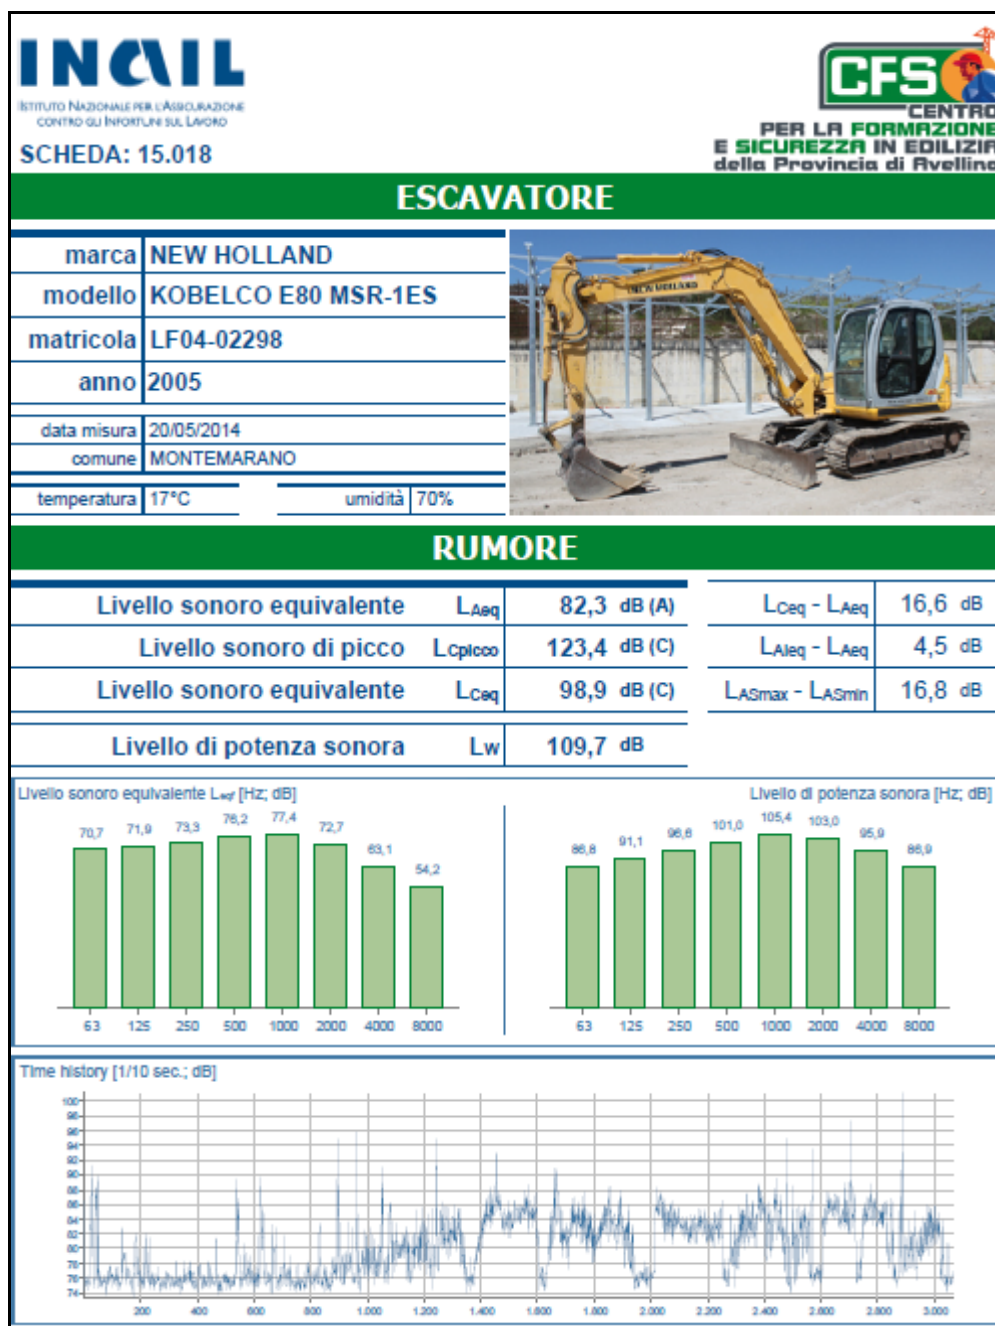 INAIL
ISTITUTO NAZIONALE PER L'ASSICURAZIONE
CONTRO GLI INFORTUNI SUL LAVORO
SCHEDA: 15.018
CFS
CENTRO
PER LA FORMAZIONE
E SICUREZZA IN EDILIZIA
della Provincia di Avellino
ESCAVATORE
marca NEW HOLLAND
modello KOBELCO E80 MSR-1ES
matricola LF04-02298
anno 2005
data misura 20/05/2014
comune MONTEMARANO
temperatura 17°C umidità 70%
NEW HOLLAND
RUMORE
Livello sonoro equivalente LAeq 82,3 dB (A) LCeq - LAeq 16,6 dB
Livello sonoro di picco LCpicco 123,4 dB (C) LAIeq - LAeq 4,5 dB
Livello sonoro equivalente LCeq 98,9 dB (C) LASmax - LASmin 16,8 dB
Livello di potenza sonora LW 109,7 dB
Livello sonoro equivalente Leqf [Hz; dB]
70,7 71,9 73,3 76,2 77,4 72,7 63,1 54,2
63 125 250 500 1000 2000 4000 8000
Livello di potenza sonora [Hz; dB]
86,8 91,1 96,6 101,0 105,4 103,0 95,9 86,9
63 125 250 500 1000 2000 4000 8000
Time history [1/10 sec.; dB]
100
98
96
94
92
90
88
86
84
82
80
78
76
74
200 400 600 800 1.000 1.200 1.400 1.600 1.800 2.000 2.200 2.400 2.600 2.800 3.000